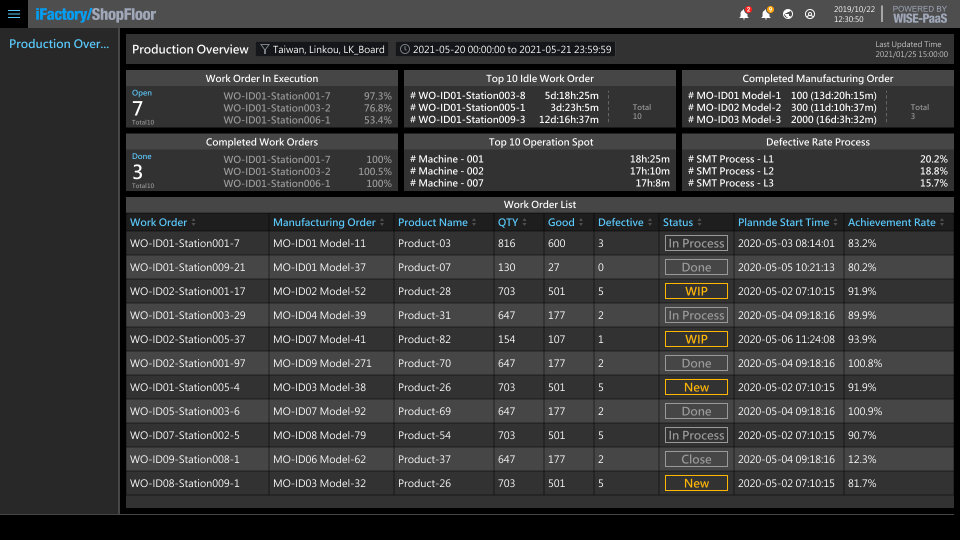 iFactory/ShopFloor
2
9
2019/10/22
12:30:50
POWERED BY
WISE-PaaS
Production Over...
Production Overview
Taiwan, Linkou, LK_Board
2021-05-20 00:00:00 to 2021-05-21 23:59:59
Last Updated Time
2021/01/25 15:00:00
Work Order In Execution
Open
7
Total10
WO-ID01-Station001-7 97.3%
WO-ID01-Station003-2 76.8%
WO-ID01-Station006-1 53.4%
Top 10 Idle Work Order
# WO-ID01-Station003-8 5d:18h:25m
# WO-ID01-Station005-1 3d:23h:5m
# WO-ID01-Station009-3 12d:16h:37m
Total
10
Completed Manufacturing Order
# MO-ID01 Model-1 100 (13d:20h:15m)
# MO-ID02 Model-2 300 (11d:10h:37m)
# MO-ID03 Model-3 2000 (16d:3h:32m)
Total
3
Completed Work Orders
Done
3
Total10
WO-ID01-Station001-7 100%
WO-ID01-Station003-2 100.5%
WO-ID01-Station006-1 100%
Top 10 Operation Spot
# Machine - 001 18h:25m
# Machine - 002 17h:10m
# Machine - 007 17h:8m
Defective Rate Process
# SMT Process - L1 20.2%
# SMT Process - L2 18.8%
# SMT Process - L3 15.7%
Work Order List
Work Order Manufacturing Order Product Name QTY Good Defective Status Plannde Start Time Achievement Rate
WO-ID01-Station001-7 MO-ID01 Model-11 Product-03 816 600 3 In Process 2020-05-03 08:14:01 83.2%
WO-ID01-Station009-21 MO-ID01 Model-37 Product-07 130 27 0 Done 2020-05-05 10:21:13 80.2%
WO-ID02-Station001-17 MO-ID02 Model-52 Product-28 703 501 5 WIP 2020-05-02 07:10:15 91.9%
WO-ID01-Station003-29 MO-ID04 Model-39 Product-31 647 177 2 In Process 2020-05-04 09:18:16 89.9%
WO-ID02-Station005-37 MO-ID07 Model-41 Product-82 154 107 1 WIP 2020-05-06 11:24:08 93.9%
WO-ID02-Station001-97 MO-ID09 Model-271 Product-70 647 177 2 Done 2020-05-04 09:18:16 100.8%
WO-ID01-Station005-4 MO-ID03 Model-38 Product-26 703 501 5 New 2020-05-02 07:10:15 91.9%
WO-ID05-Station003-6 MO-ID07 Model-92 Product-69 647 177 2 Done 2020-05-04 09:18:16 100.9%
WO-ID07-Station002-5 MO-ID08 Model-79 Product-54 703 501 5 In Process 2020-05-02 07:10:15 90.7%
WO-ID09-Station008-1 MO-ID06 Model-62 Product-37 647 177 2 Close 2020-05-04 09:18:16 12.3%
WO-ID08-Station009-1 MO-ID03 Model-32 Product-26 703 501 5 New 2020-05-02 07:10:15 81.7%